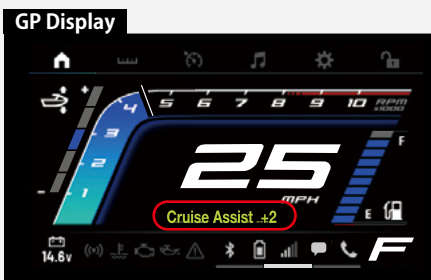 GP Display
+
-
1
2
3
4 5 6 7 8 9 10 RPM
x1000
25
MPH
Cruise Assist ..+2
F
E
14.6v
F